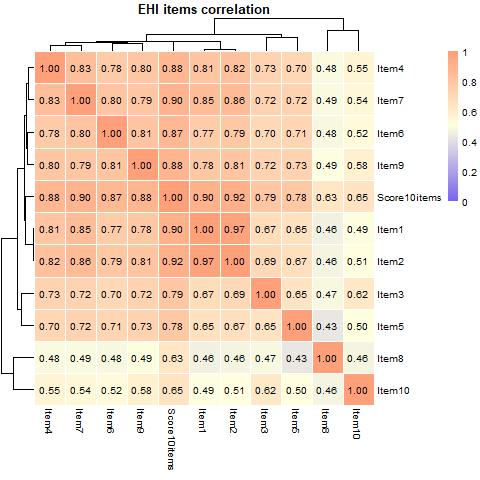 EHI items correlation
1.00 0.83 0.78 0.80 0.88 0.81 0.82 0.73 0.70 0.48 0.55 Item4
0.83 1.00 0.80 0.79 0.90 0.85 0.86 0.72 0.72 0.49 0.54 Item7
0.78 0.80 1.00 0.81 0.87 0.77 0.79 0.70 0.71 0.48 0.52 Item6
0.80 0.79 0.81 1.00 0.88 0.78 0.81 0.72 0.73 0.49 0.58 Item9
0.88 0.90 0.87 0.88 1.00 0.90 0.92 0.79 0.78 0.63 0.65 Score10items
0.81 0.85 0.77 0.78 0.90 1.00 0.97 0.67 0.65 0.46 0.49 Item1
0.82 0.86 0.79 0.81 0.92 0.97 1.00 0.69 0.67 0.46 0.51 Item2
0.73 0.72 0.70 0.72 0.79 0.67 0.69 1.00 0.65 0.47 0.62 Item3
0.70 0.72 0.71 0.73 0.78 0.65 0.67 0.65 1.00 0.43 0.50 Item5
0.48 0.49 0.48 0.49 0.63 0.46 0.46 0.47 0.43 1.00 0.46 Item8
0.55 0.54 0.52 0.58 0.65 0.49 0.51 0.62 0.50 0.46 1.00 Item10
Item4 Item7 Item6 Item9 Score10items Item1 Item2 Item3 Item5 Item8 Item10
1
0.8
0.6
0.4
0.2
0